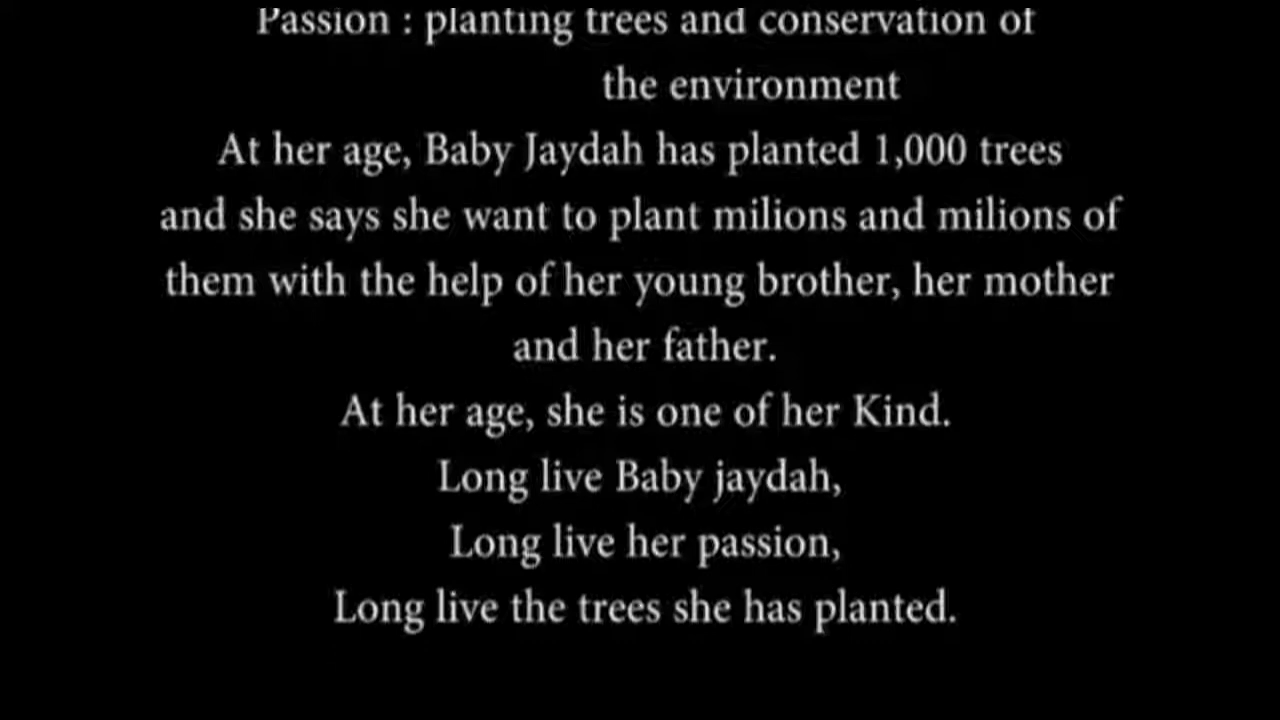 Passion : planting trees and conservation of
the environment
At her age, Baby Jaydah has planted 1,000 trees
and she says she want to plant milions and milions of
them with the help of her young brother, her mother
and her father.
At her age, she is one of her Kind.
Long live Baby jaydah,
Long live her passion,
Long live the trees she has planted.